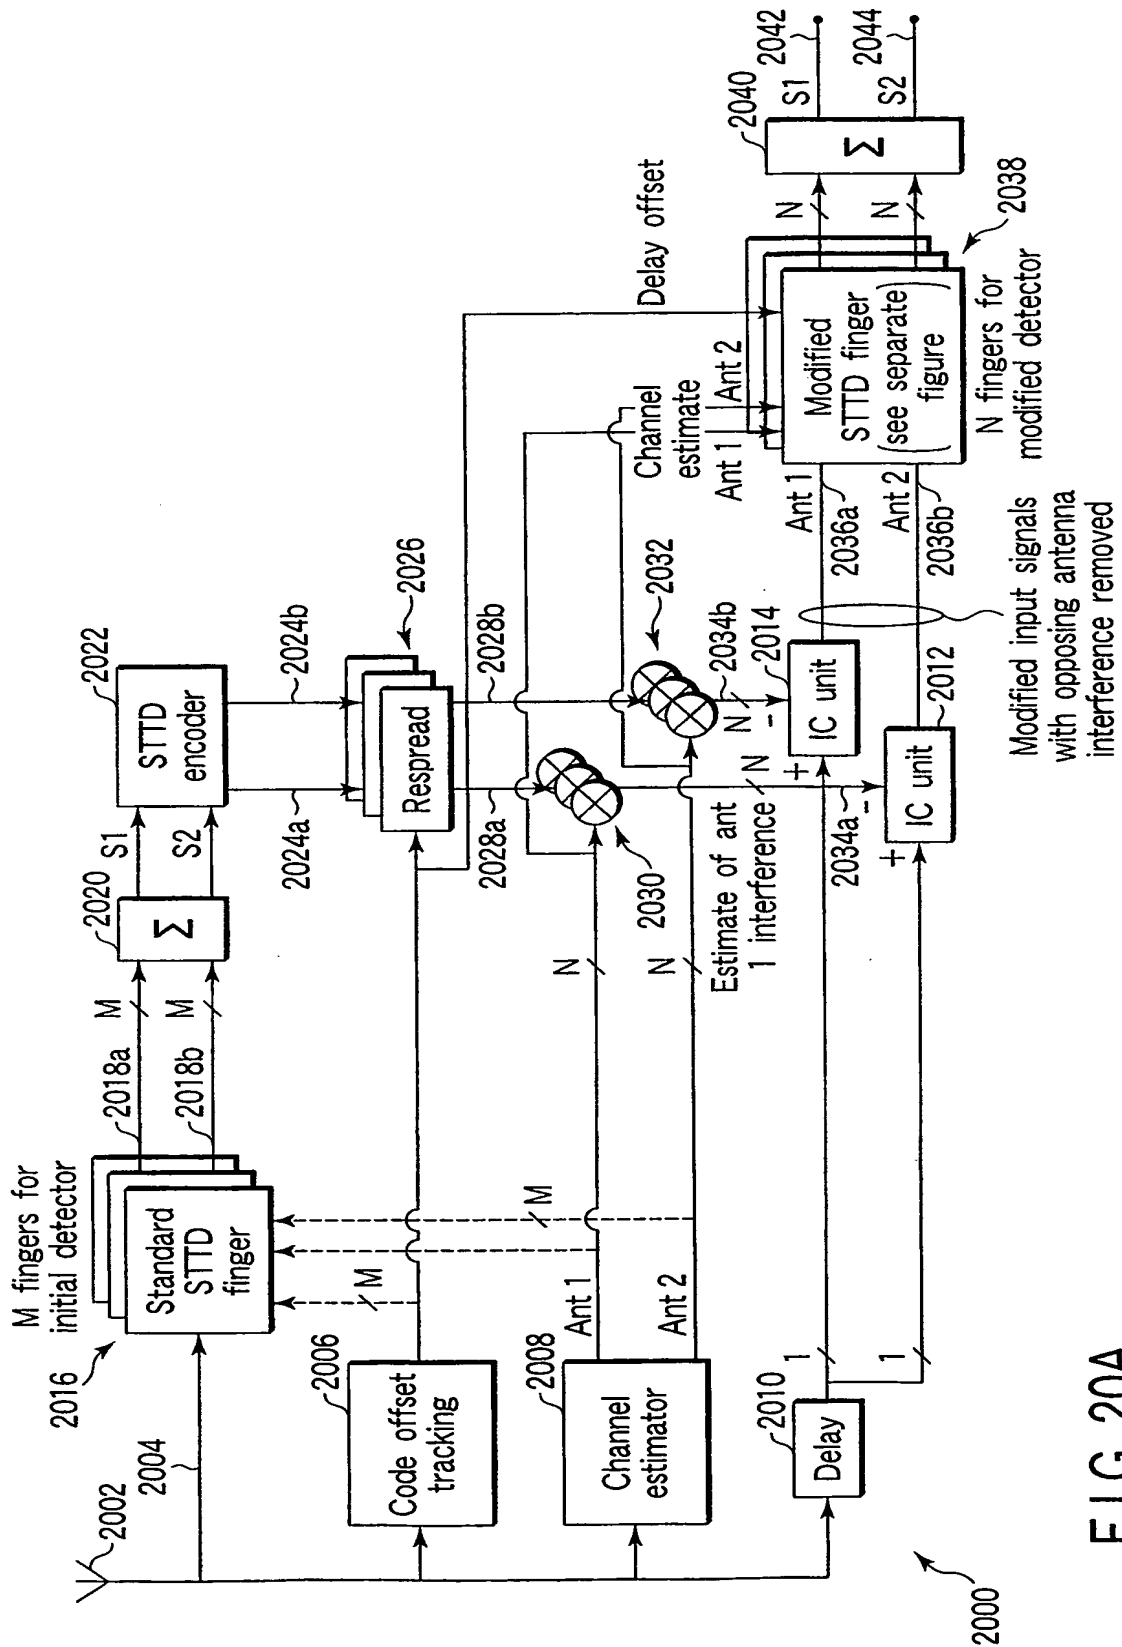 2002
2004
2016
M fingers for
initial detector
Standard
STTD
finger
2018a
2018b
M
M
2020
Σ
S1
S2
2022
STTD
encoder
2024a
2024b
2006
Code offset
tracking
M
M
2026
Respread
2028a
2028b
Delay offset
2008
Channel
estimator
Ant 1
Ant 2
N
N
2030
2032
Channel
estimate
Ant 1
Ant 2
Estimate of ant
1 interference
N
N
2034a
2034b
2010
Delay
1
1
+
-
2014
IC unit
+
-
2012
IC unit
Ant 1
2036a
Ant 2
2036b
Modified input signals
with opposing antenna
interference removed
Modified
STTD finger
(see separate
figure)
N fingers for
modified detector
2038
N
N
2040
Σ
S1
2042
S2
2044
2000
FIG. 20A